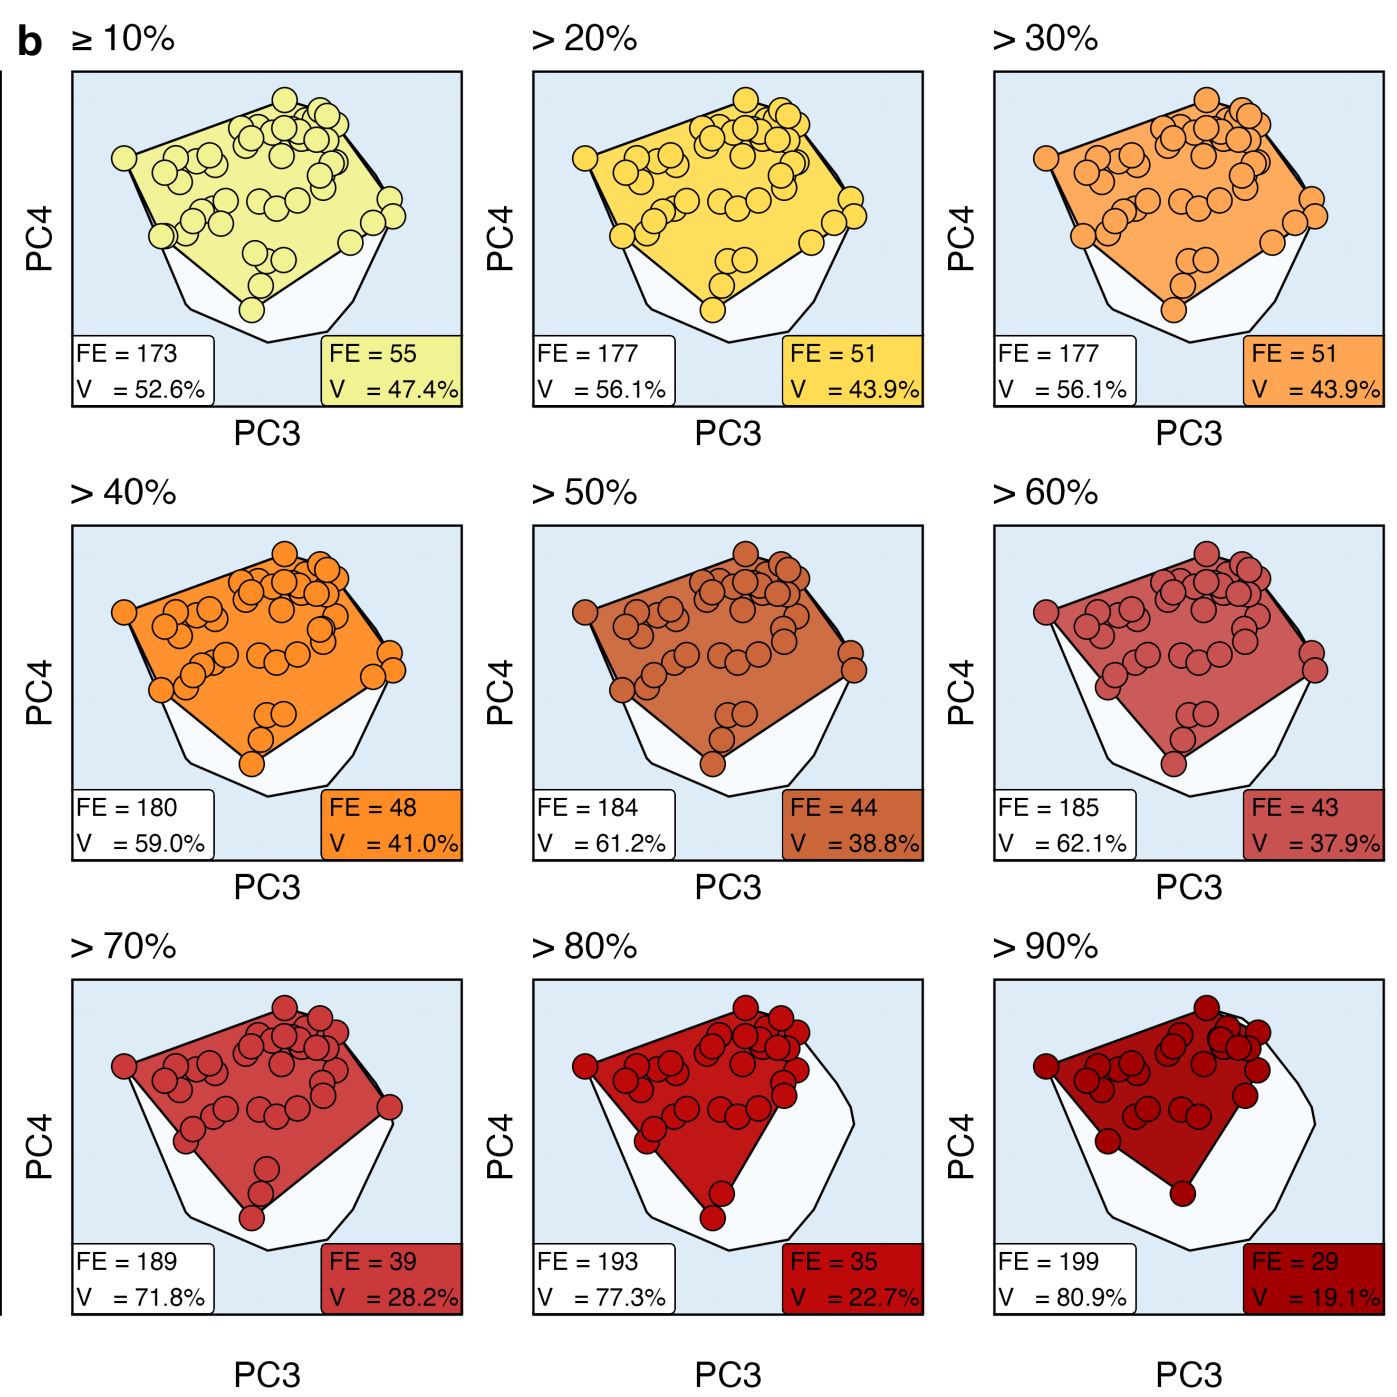 b
≥ 10%
> 20%
> 30%
PC4
FE = 173
V = 52.6%
FE = 55
V = 47.4%
PC3
PC4
FE = 177
V = 56.1%
FE = 51
V = 43.9%
PC3
PC4
FE = 177
V = 56.1%
FE = 51
V = 43.9%
PC3
> 40%
> 50%
> 60%
PC4
FE = 180
V = 59.0%
FE = 48
V = 41.0%
PC3
PC4
FE = 184
V = 61.2%
FE = 44
V = 38.8%
PC3
PC4
FE = 185
V = 62.1%
FE = 43
V = 37.9%
PC3
> 70%
> 80%
> 90%
PC4
FE = 189
V = 71.8%
FE = 39
V = 28.2%
PC3
PC4
FE = 193
V = 77.3%
FE = 35
V = 22.7%
PC3
PC4
FE = 199
V = 80.9%
FE = 29
V = 19.1%
PC3